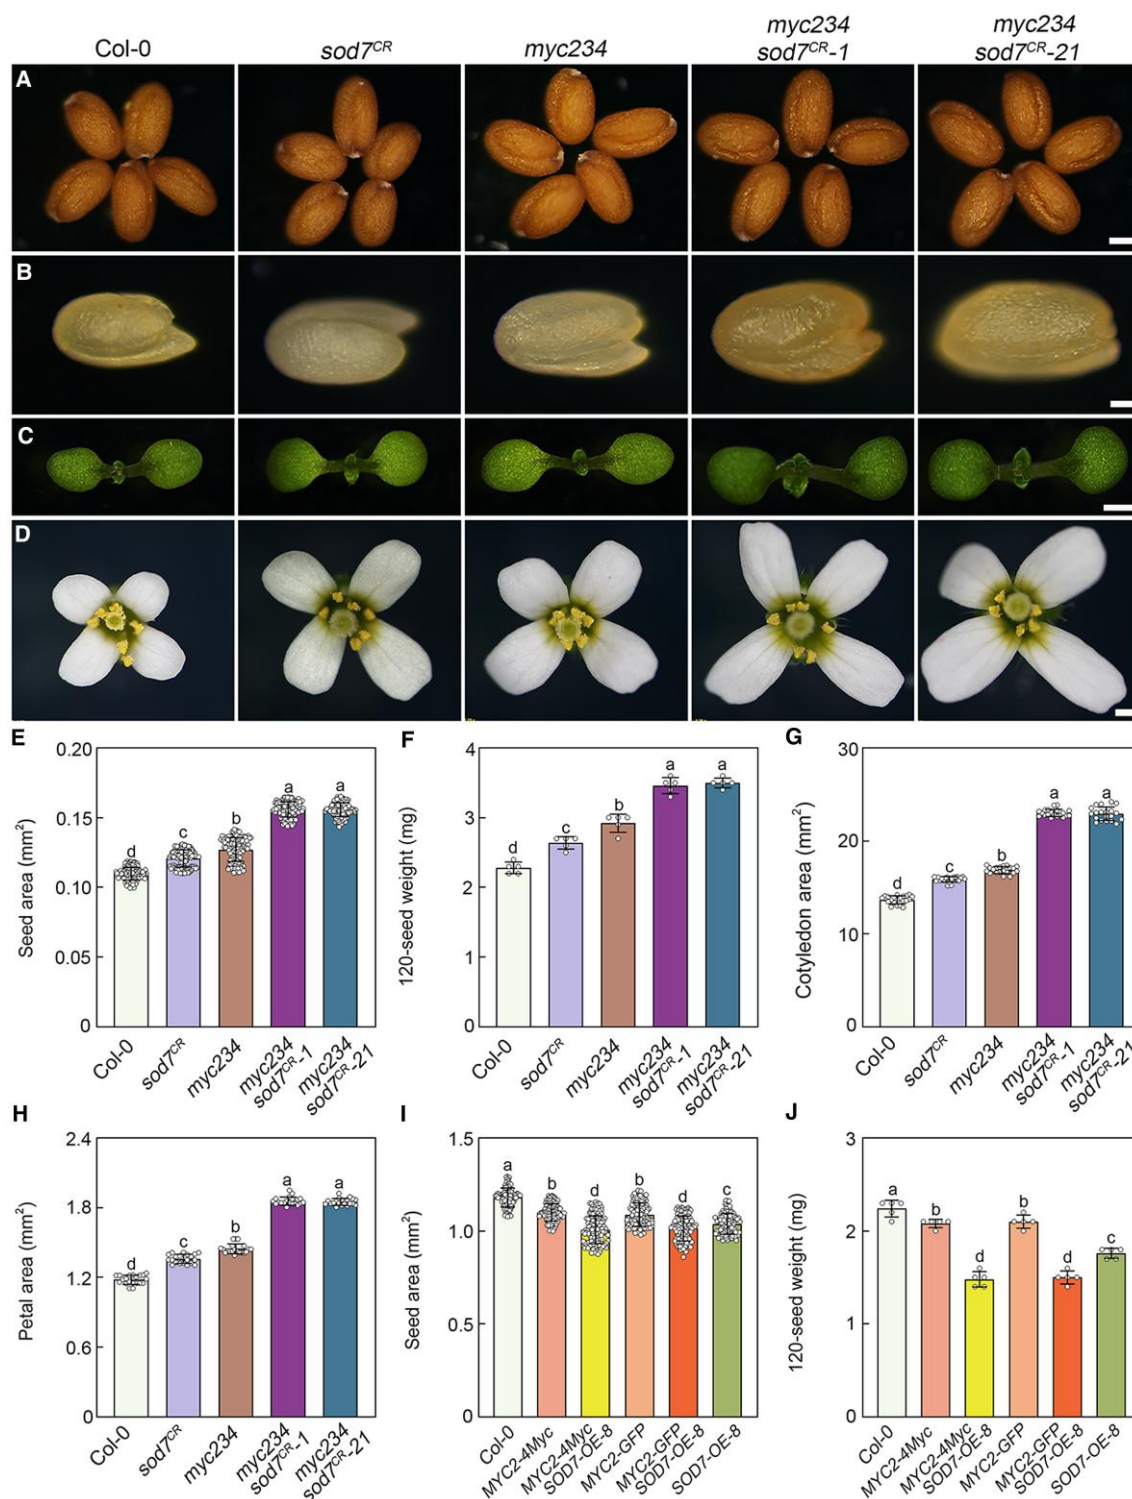 Col-0
sod7CR
myc234
myc234
sod7CR-1
myc234
sod7CR-21
A
B
C
D
E
Seed area (mm2)
0.20
0.15
0.10
0.05
0
d
c
b
a
a
Col-0
sod7CR
myc234
myc234
sod7CR-1
myc234
sod7CR-21
F
120-seed weight (mg)
4
3
2
1
0
d
c
b
a
a
Col-0
sod7CR
myc234
myc234
sod7CR-1
myc234
sod7CR-21
G
Cotyledon area (mm2)
30
20
10
0
d
c
b
a
a
Col-0
sod7CR
myc234
myc234
sod7CR-1
myc234
sod7CR-21
H
Petal area (mm2)
2.4
1.8
1.2
0.6
0
d
c
b
a
a
Col-0
sod7CR
myc234
myc234
sod7CR-1
myc234
sod7CR-21
I
Seed area (mm2)
1.5
1.0
0.5
0
a
b
d
b
d
c
Col-0
MYC2-4Myc
MYC2-4Myc
SOD7-OE-8
MYC2-GFP
MYC2-GFP
SOD7-OE-8
SOD7-OE-8
J
120-seed weight (mg)
3
2
1
0
a
b
d
b
d
c
Col-0
MYC2-4Myc
MYC2-4Myc
SOD7-OE-8
MYC2-GFP
MYC2-GFP
SOD7-OE-8
SOD7-OE-8